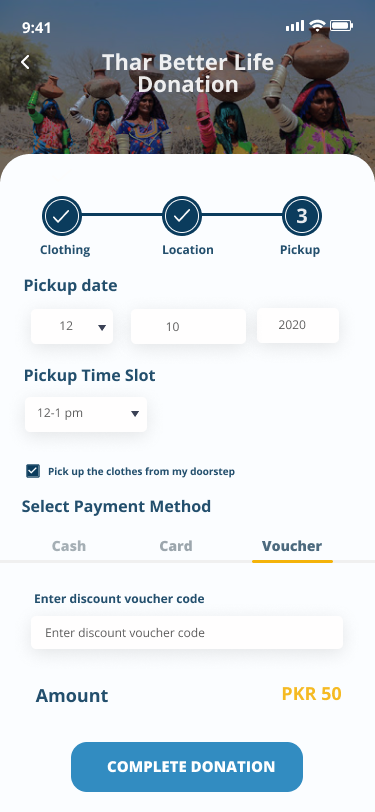 9:41
Thar Better Life
Donation
3
Clothing Location Pickup
Pickup date
12 10 2020
Pickup Time Slot
12-1 pm
Pick up the clothes from my doorstep
Select Payment Method
Cash Card Voucher
Enter discount voucher code
Enter discount voucher code
Amount PKR 50
COMPLETE DONATION